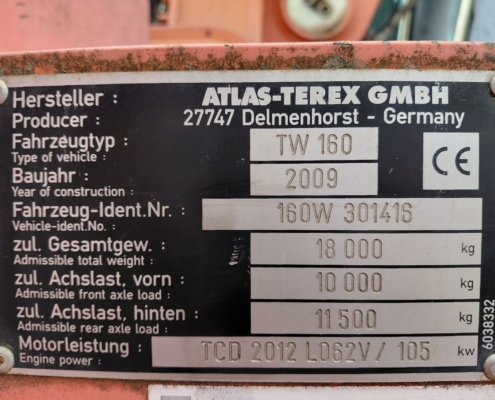 Hersteller : ATLAS-TEREX GMBH
Producer : 27747 Delmenhorst - Germany
Fahrzeugtyp : TW 160
Type of vehicle :
Baujahr : 2009
Year of construction :
Fahrzeug-Ident.Nr. : 160W 301416
Vehicle-ident.No. :
zul. Gesamtgew. : 18 000 kg
Admissible total weight :
zul. Achslast, vorn : 10 000 kg
Admissible front axle load :
zul. Achslast, hinten : 11 500 kg
Admissible rear axle load :
Motorleistung : TCD 2012 L062V / 105 kw
Engine power :
CE
6038332